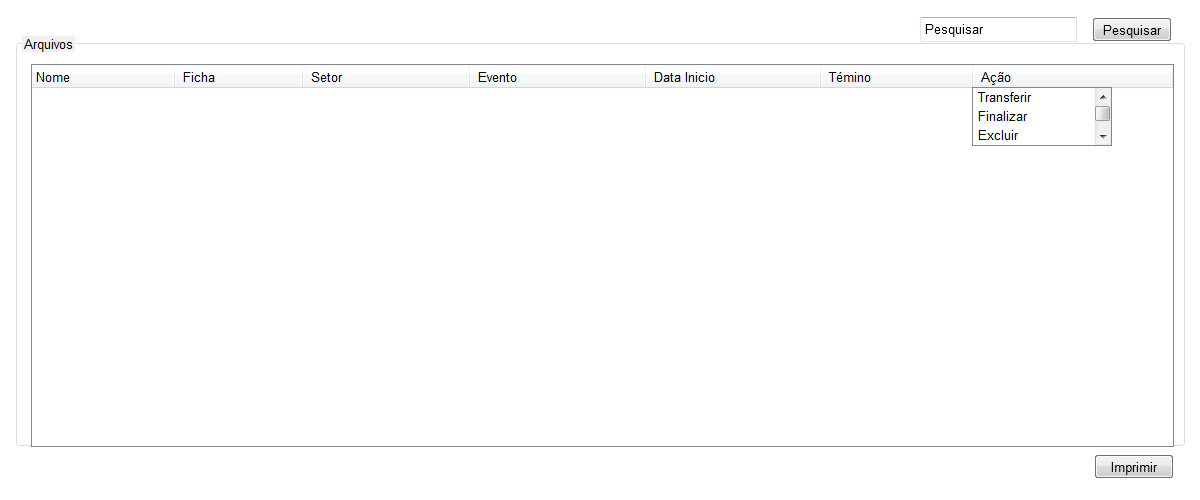 Pesquisar Pesquisar
Arquivos
Nome Ficha Setor Evento Data Inicio Témino Ação
Transferir
Finalizar
Excluir
Imprimir